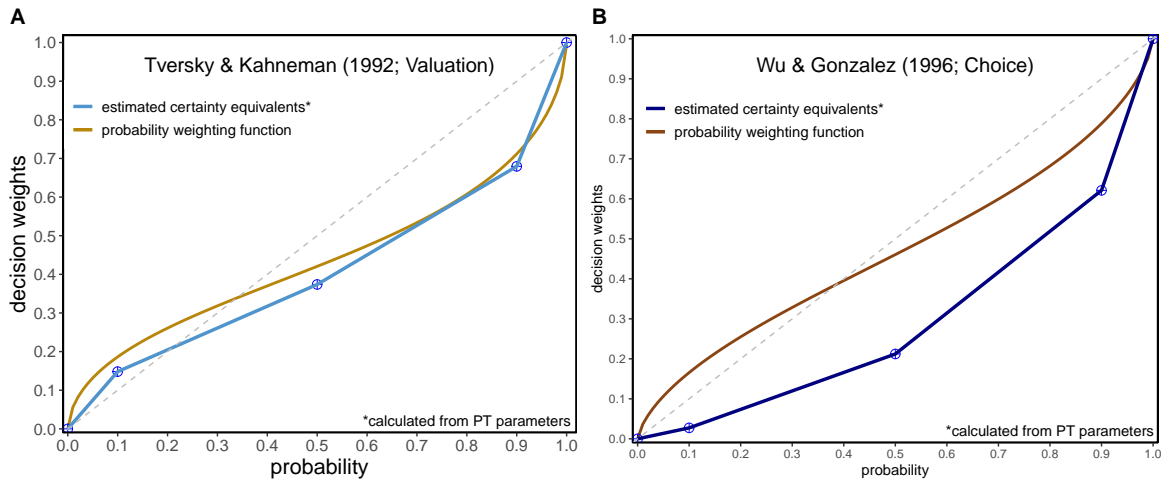 A
Tversky & Kahneman (1992; Valuation)
estimated certainty equivalents*
probability weighting function
decision weights
1.0
0.9
0.8
0.7
0.6
0.5
0.4
0.3
0.2
0.1
0.0
*calculated from PT parameters
0.0 0.1 0.2 0.3 0.4 0.5 0.6 0.7 0.8 0.9 1.0
probability
B
Wu & Gonzalez (1996; Choice)
estimated certainty equivalents*
probability weighting function
decision weights
1.0
0.9
0.8
0.7
0.6
0.5
0.4
0.3
0.2
0.1
0.0
*calculated from PT parameters
0.0 0.1 0.2 0.3 0.4 0.5 0.6 0.7 0.8 0.9 1.0
probability